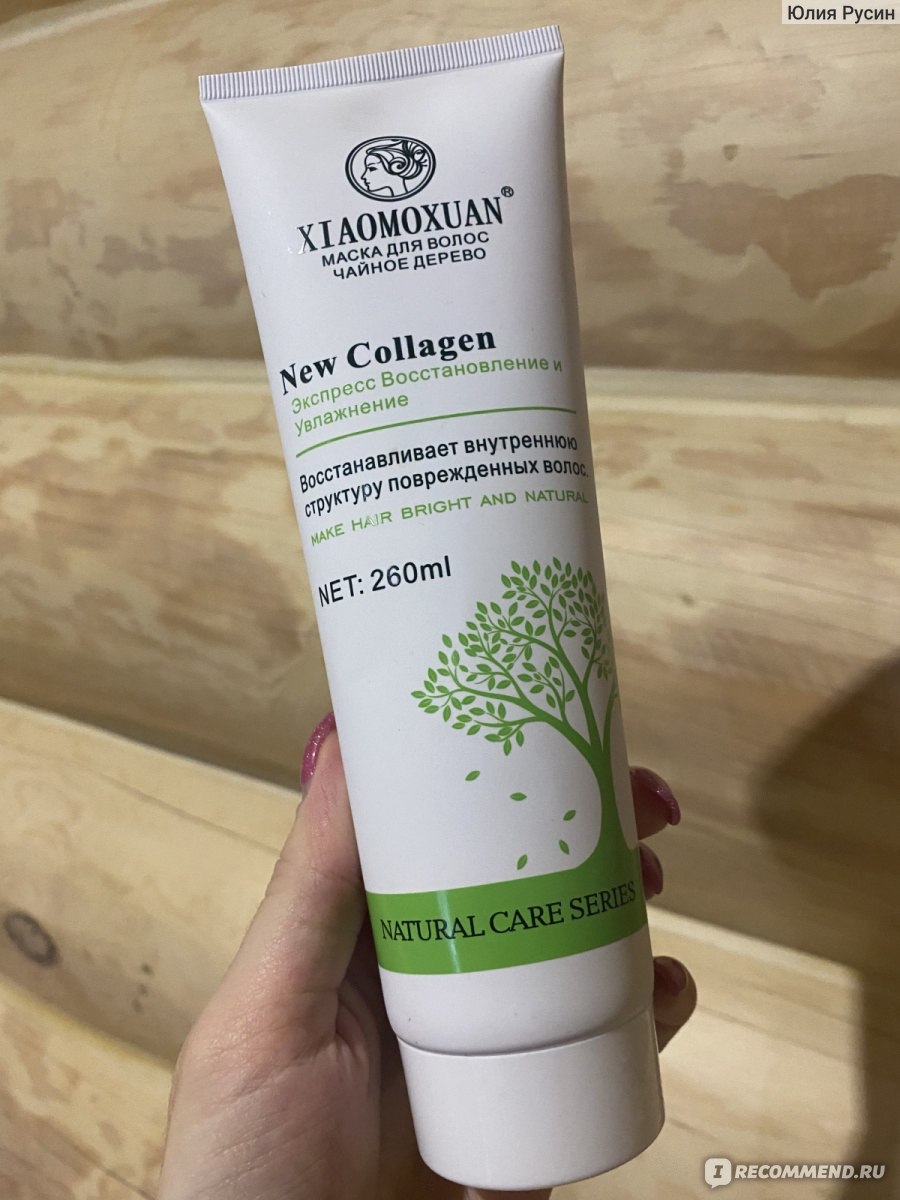 Юлия Русин
XIAOMOXUAN®
МАСКА ДЛЯ ВОЛОС
ЧАЙНОЕ ДЕРЕВО
New Collagen
Экспресс Восстановление и
Увлажнение
Восстанавливает внутреннюю
структуру поврежденных волос.
MAKE HAIR BRIGHT AND NATURAL
NET: 260ml
NATURAL CARE SERIES
IRECOMMEND.RU